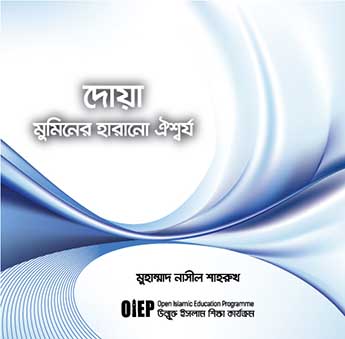 দোয়া
মুমিনের হারানো ঐশ্বর্য
মুহাম্মাদ নাসীল শাহরুখ
OiEP Open Islamic Education Programme
উন্মুক্ত ইসলাম শিক্ষা কার্যক্রম